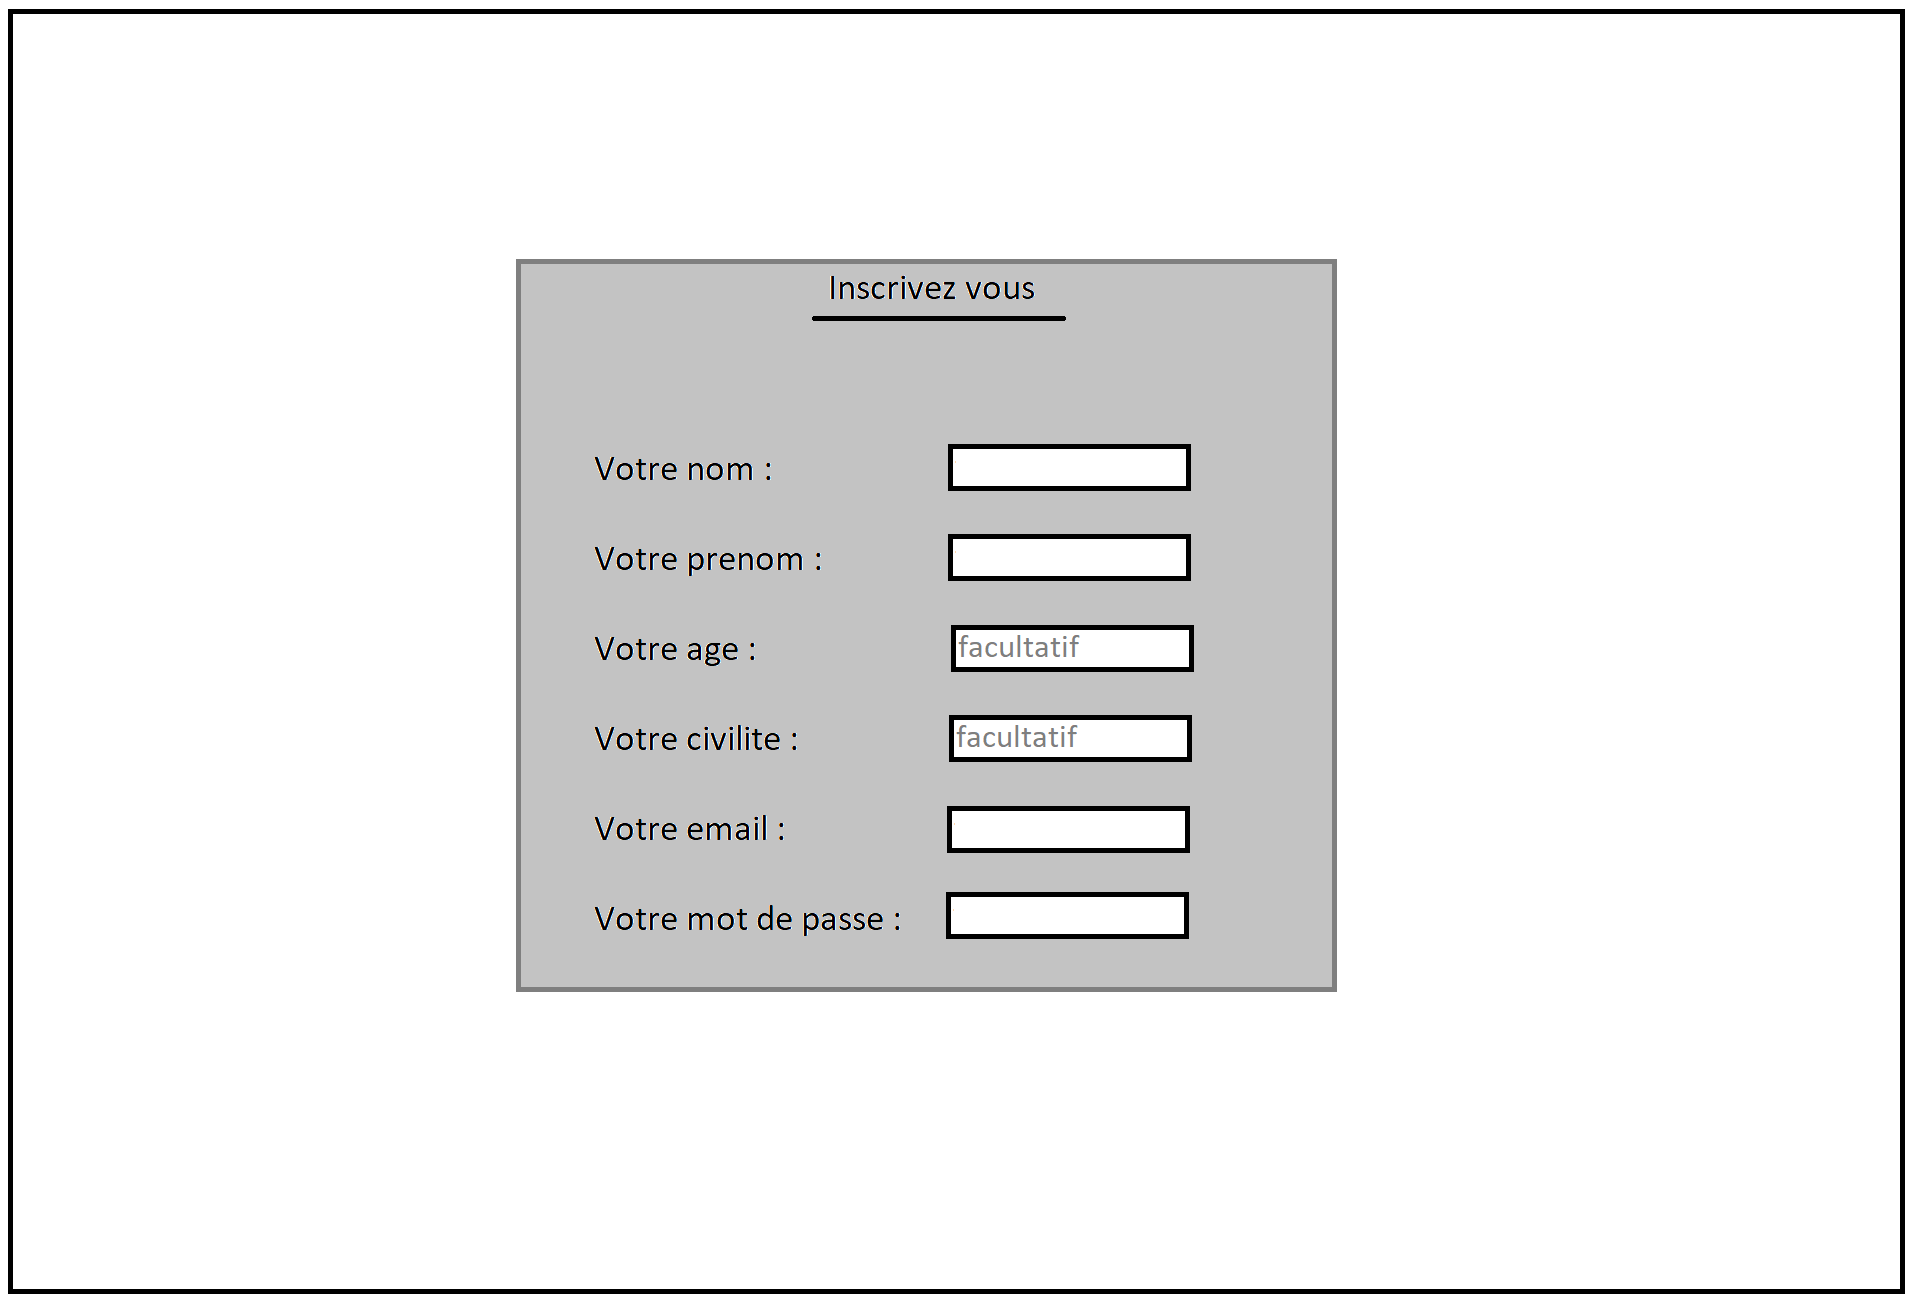 Inscrivez vous
Votre nom :
Votre prenom :
Votre age : facultatif
Votre civilite : facultatif
Votre email :
Votre mot de passe :